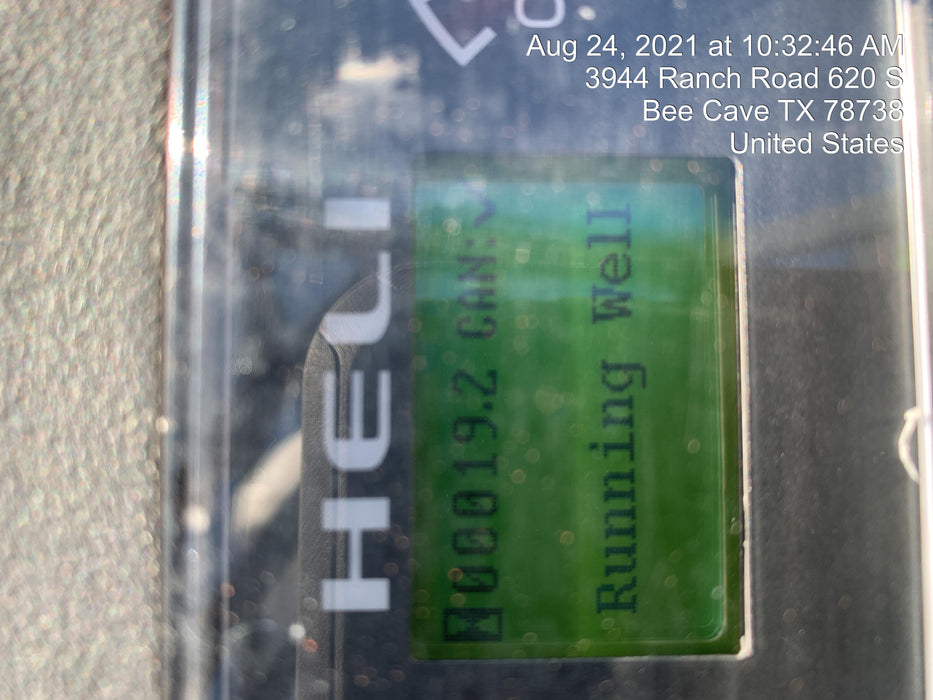 Aug 24, 2021 at 10:32:46 AM
3944 Ranch Road 620 S
Bee Cave TX 78738
United States
HELI
00019.2 CAN:✓
Running Well